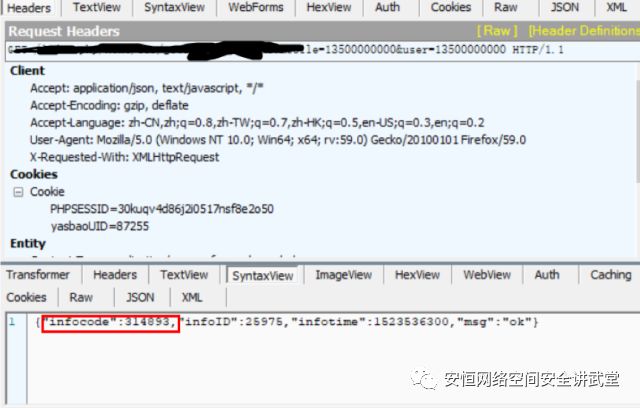 Headers TextView SyntaxView WebForms HexView Auth Cookies Raw JSON XML
Request Headers [ Raw ] [Header Definitions
=13500000000&user=13500000000 HTTP/1.1
Client
Accept: application/json, text/javascript, */*
Accept-Encoding: gzip, deflate
Accept-Language: zh-CN,zh;q=0.8,zh-TW;q=0.7,zh-HK;q=0.5,en-US;q=0.3,en;q=0.2
User-Agent: Mozilla/5.0 (Windows NT 10.0; Win64; x64; rv:59.0) Gecko/20100101 Firefox/59.0
X-Requested-With: XMLHttpRequest
Cookies
Cookie
PHPSESSID=30kuqv4d86j2i0517nsf8e2o50
yasbaoUID=87255
Entity
Transformer Headers TextView SyntaxView ImageView HexView WebView Auth Caching
Cookies Raw JSON XML
1 {"infocode":314893,"infoID":25975,"infotime":1523536300,"msg":"ok"}
安恒网络空间安全讲武堂